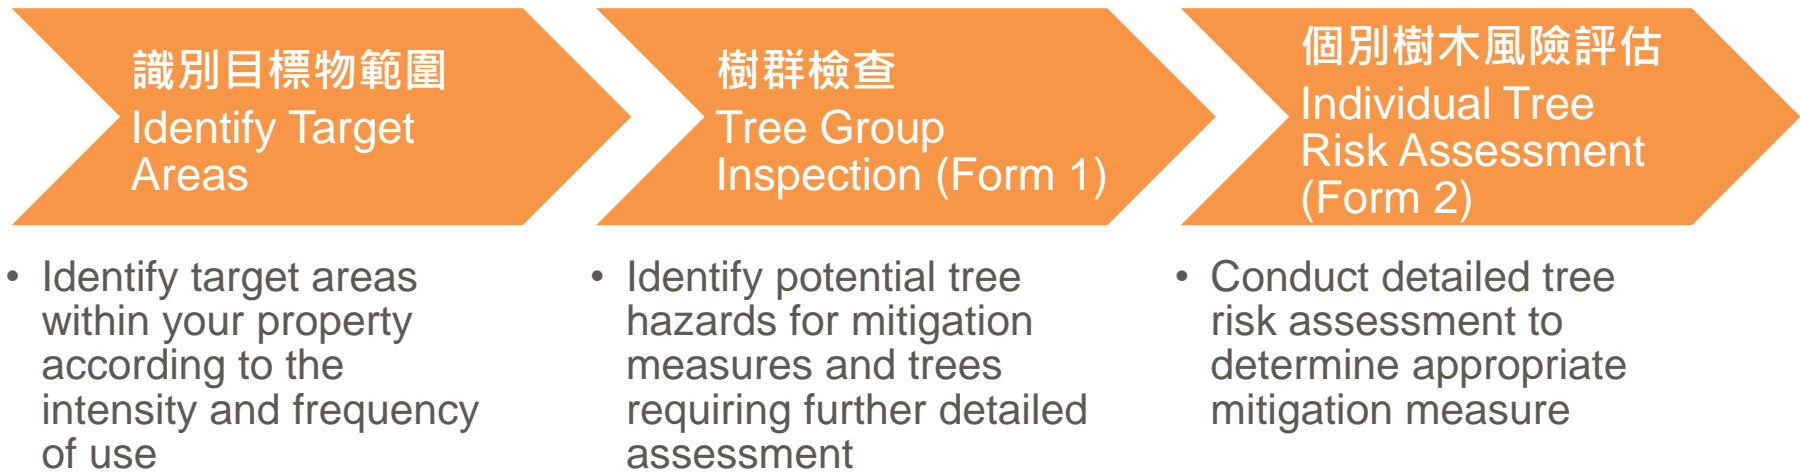 識別目標物範圍
Identify Target
Areas
• Identify target areas
within your property
according to the
intensity and frequency
of use
樹群檢查
Tree Group
Inspection (Form 1)
• Identify potential tree
hazards for mitigation
measures and trees
requiring further detailed
assessment
個別樹木風險評估
Individual Tree
Risk Assessment
(Form 2)
• Conduct detailed tree
risk assessment to
determine appropriate
mitigation measure